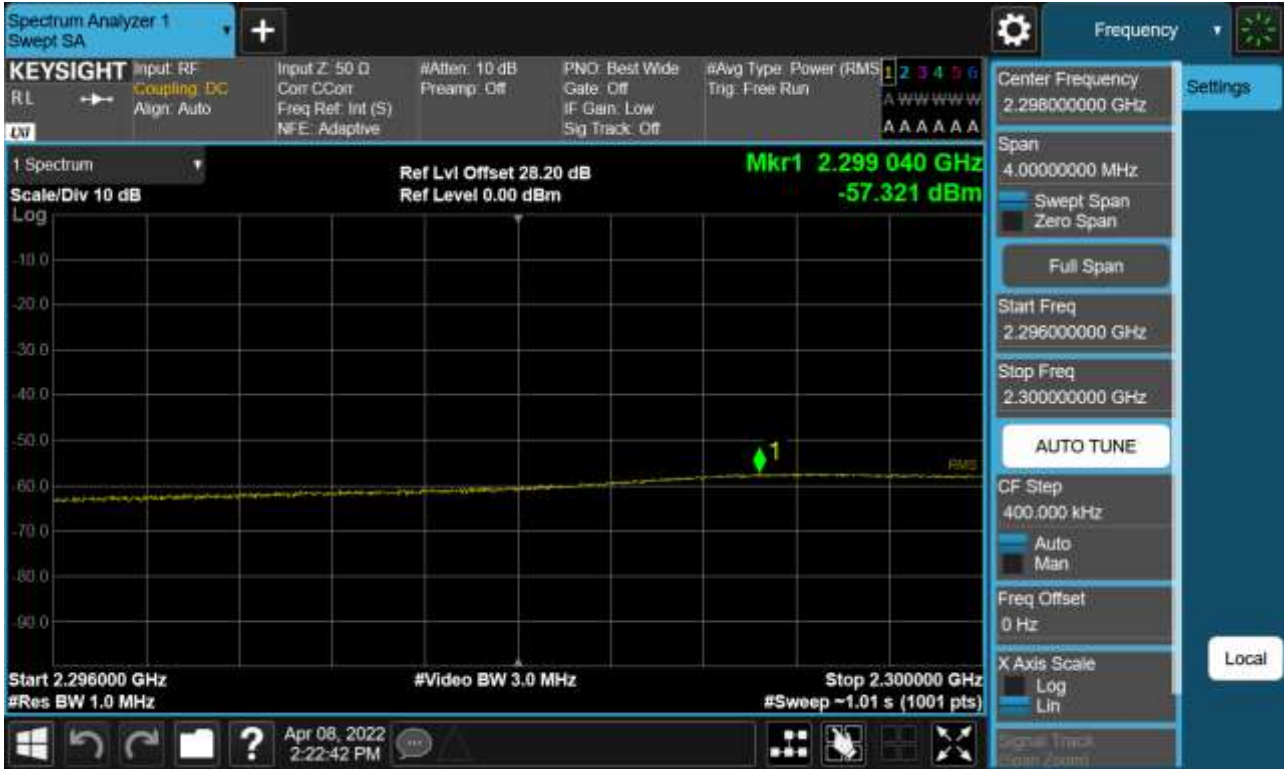 Spectrum Analyzer 1
Swept SA
Frequency
KEYSIGHT
RL
LXI
Input: RF
Coupling: DC
Align: Auto
Input Z: 50 Ω
Corr CCorr
Freq Ref: Int (S)
NFE: Adaptive
#Atten: 10 dB
Preamp: Off
PNO: Best Wide
Gate: Off
IF Gain: Low
Sig Track: Off
#Avg Type: Power (RMS
Trig: Free Run
1 2 3 4 5 6
A W W W W W
A A A A A A
1 Spectrum
Scale/Div 10 dB
Log
Ref Lvl Offset 28.20 dB
Ref Level 0.00 dBm
Mkr1 2.299 040 GHz
-57.321 dBm
-10.0
-20.0
-30.0
-40.0
-50.0
-60.0
-70.0
-80.0
-90.0
1
RMS
Start 2.296000 GHz
#Res BW 1.0 MHz
#Video BW 3.0 MHz
Stop 2.300000 GHz
#Sweep ~1.01 s (1001 pts)
Apr 08, 2022
2:22:42 PM
?
Center Frequency
2.298000000 GHz
Span
4.00000000 MHz
Swept Span
Zero Span
Full Span
Start Freq
2.296000000 GHz
Stop Freq
2.300000000 GHz
AUTO TUNE
CF Step
400.000 kHz
Auto
Man
Freq Offset
0 Hz
X Axis Scale
Log
Lin
Signal Track
(Span Zoom)
Settings
Local